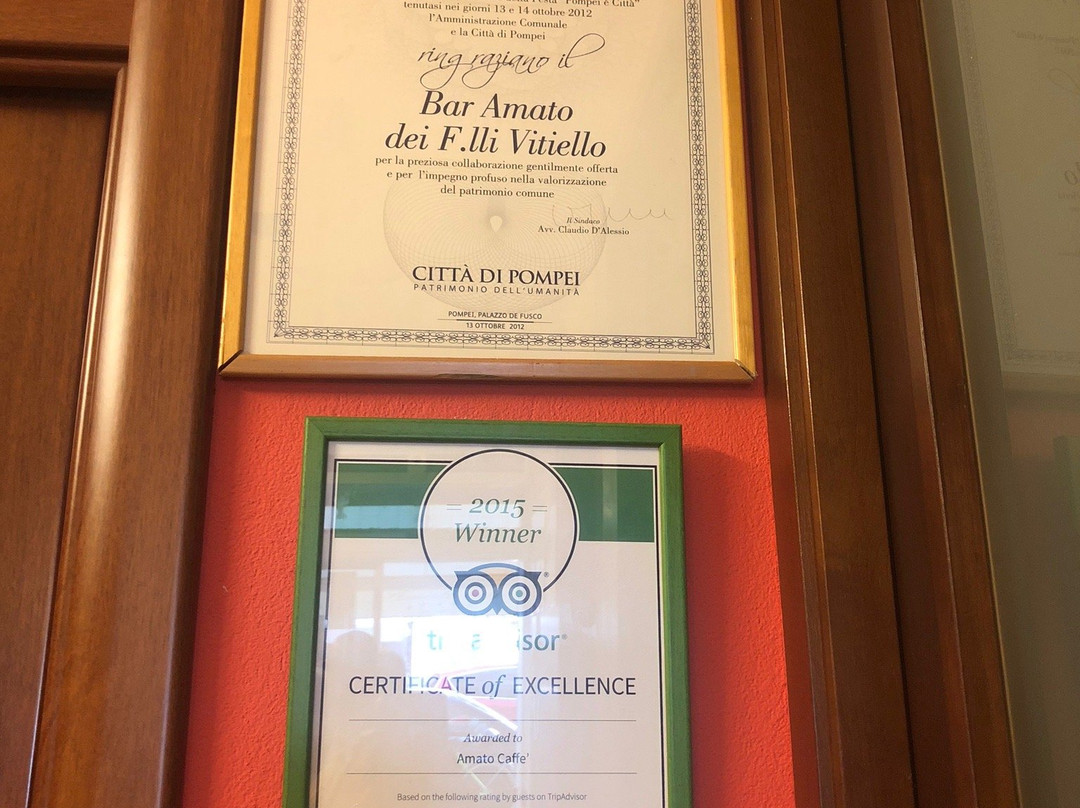 Festa "Pompei è Città"
tenutasi nei giorni 13 e 14 ottobre 2012
l'Amministrazione Comunale
e la Città di Pompei
ringraziano il
Bar Amato
dei F.lli Vitiello
per la preziosa collaborazione gentilmente offerta
e per l'impegno profuso nella valorizzazione
del patrimonio comune
Il Sindaco
Avv. Claudio D'Alessio
CITTÀ DI POMPEI
PATRIMONIO DELL'UMANITÀ
POMPEI, PALAZZO DE FUSCO
13 OTTOBRE 2012
2015
Winner
CERTIFICATE of EXCELLENCE
Awarded to
Amato Caffe'
Based on the following rating by guests on TripAdvisor